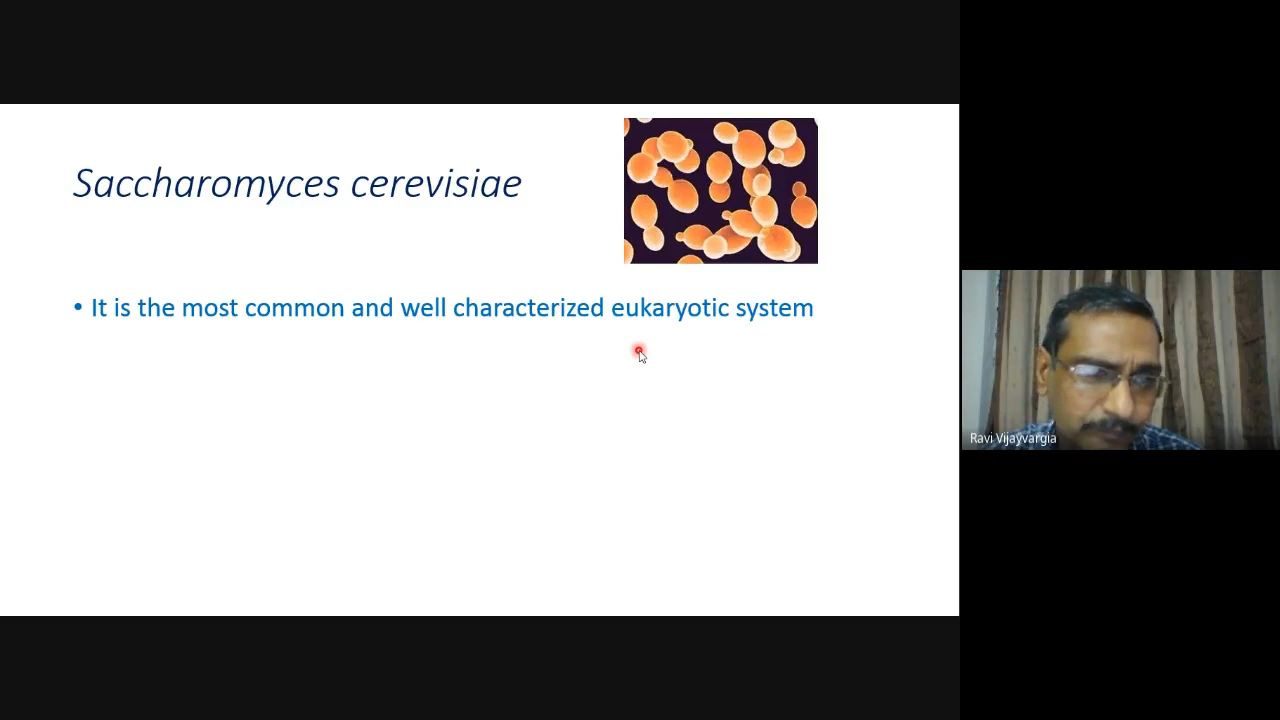 Saccharomyces cerevisiae
• It is the most common and well characterized eukaryotic system
Ravi Vijayvargia